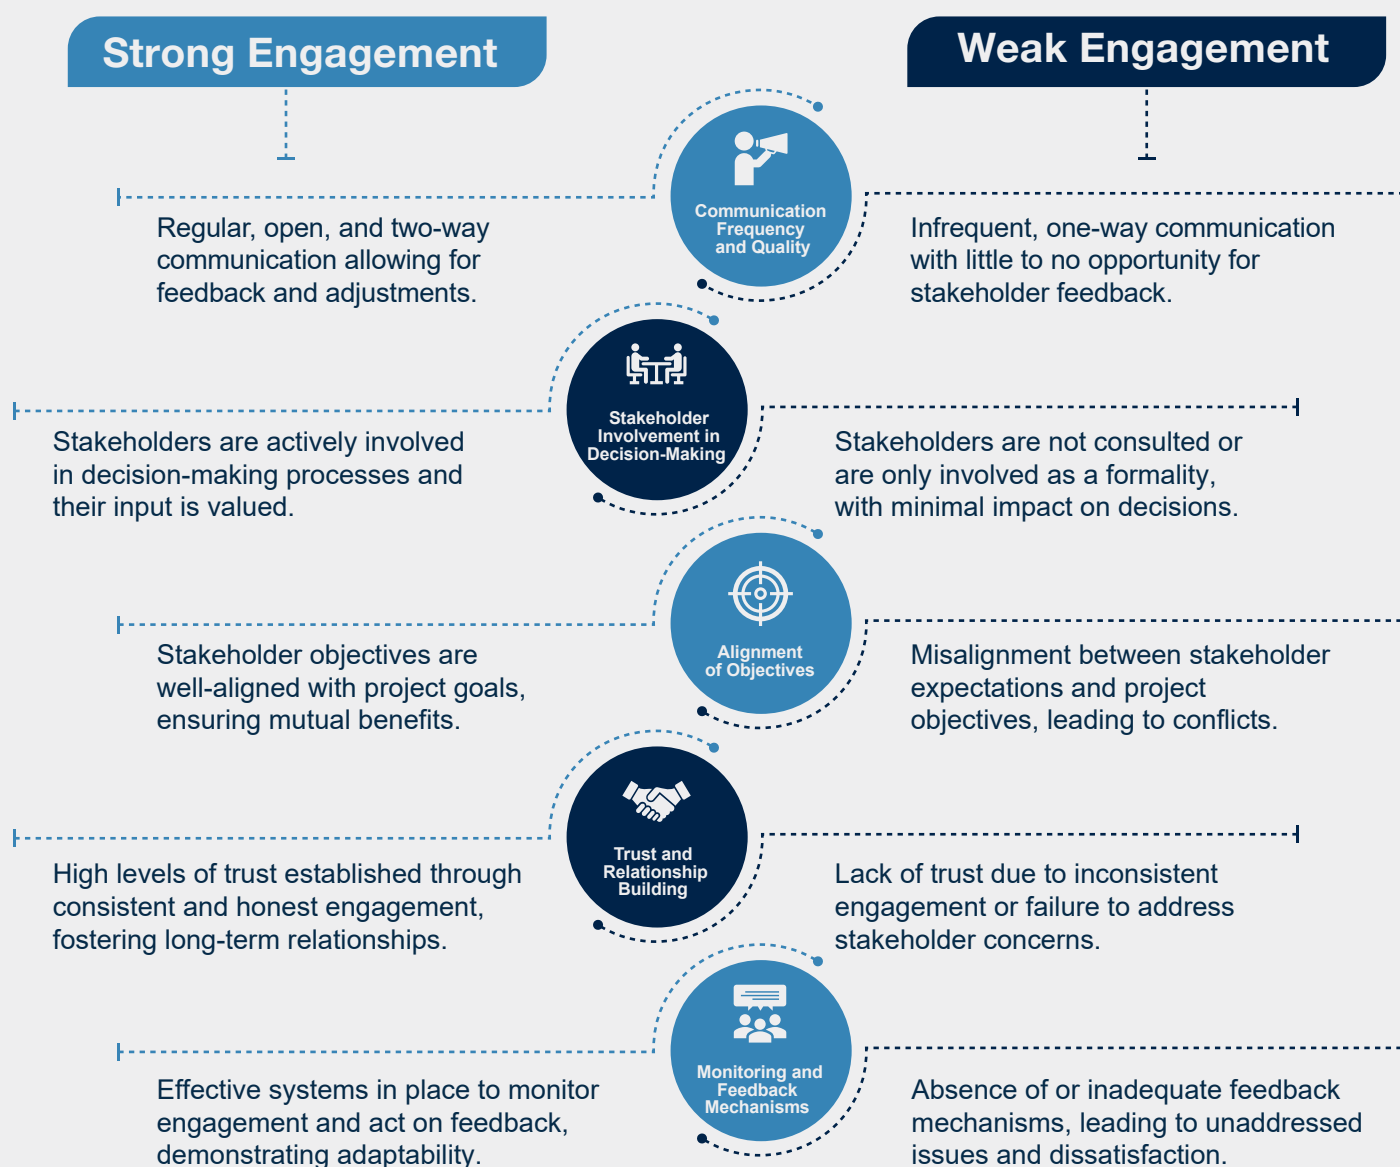 Strong Engagement
Weak Engagement
Communication
Frequency
and Quality
Regular, open, and two-way
communication allowing for
feedback and adjustments.
Infrequent, one-way communication
with little to no opportunity for
stakeholder feedback.
Stakeholder
Involvement in
Decision-Making
Stakeholders are actively involved
in decision-making processes and
their input is valued.
Stakeholders are not consulted or
are only involved as a formality,
with minimal impact on decisions.
Alignment
of Objectives
Stakeholder objectives are
well-aligned with project goals,
ensuring mutual benefits.
Misalignment between stakeholder
expectations and project
objectives, leading to conflicts.
Trust and
Relationship
Building
High levels of trust established through
consistent and honest engagement,
fostering long-term relationships.
Lack of trust due to inconsistent
engagement or failure to address
stakeholder concerns.
Monitoring and
Feedback
Mechanisms
Effective systems in place to monitor
engagement and act on feedback,
demonstrating adaptability.
Absence of or inadequate feedback
mechanisms, leading to unaddressed
issues and dissatisfaction.